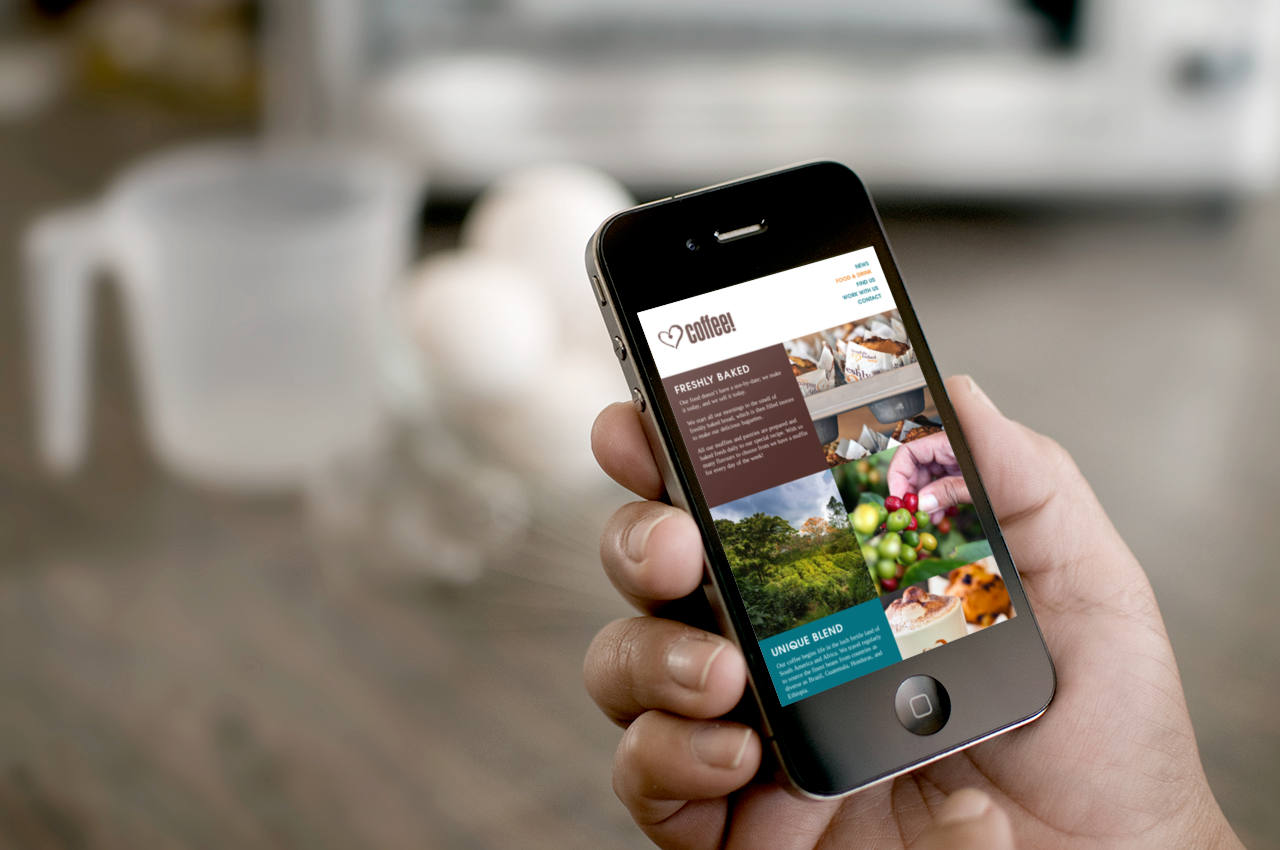 NEWS
FOOD & DRINK
FIND US
WORK WITH US
CONTACT
coffee!
FRESHLY BAKED
Our food doesn't have a use-by-date; we make
it today, and we sell it today.
We start all our mornings to the smell of
freshly baked bread, which is then filled
to make our delicious baguettes.
All our muffins and pastries are prepared and
baked fresh daily to our special recipe. With so
many flavours to choose from we have a muffin
for every day of the week!
UNIQUE BLEND
Our coffee begins life in the lush fertile land of
South America and Africa. We travel regularly
to source the finest beans from countries as
diverse as Brazil, Guatemala, Honduras, and
Ethiopia.